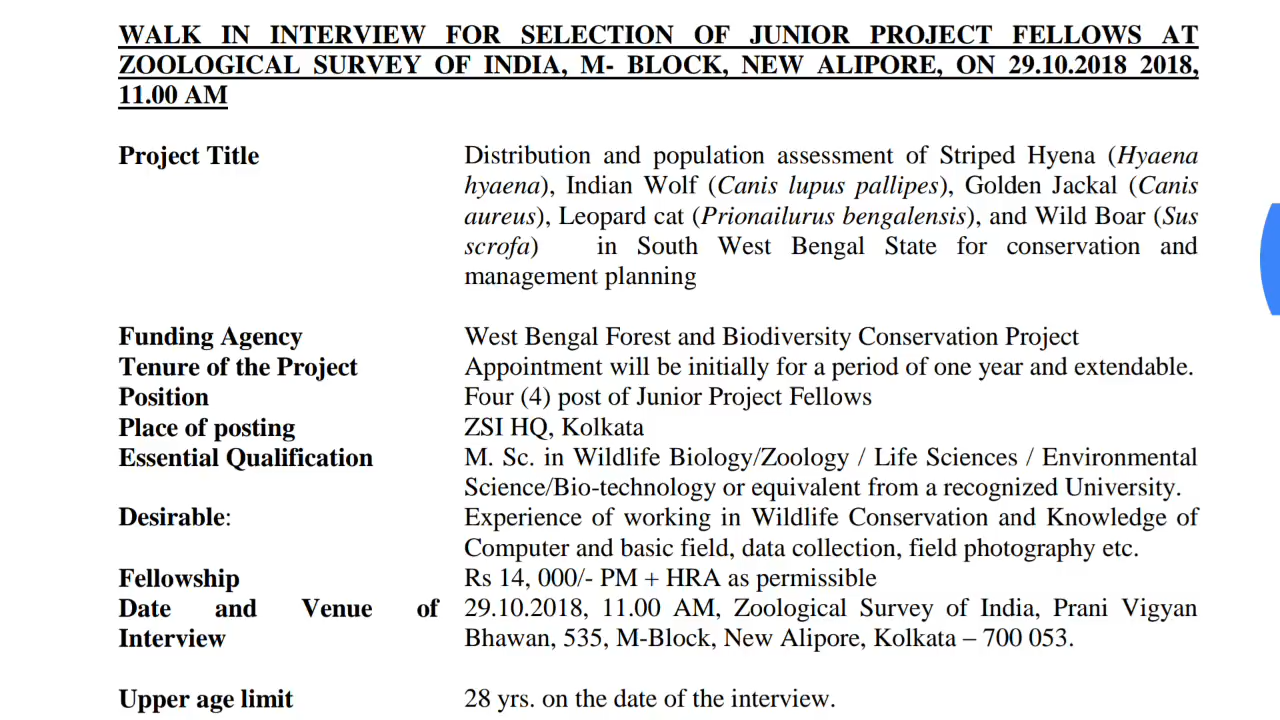 WALK IN INTERVIEW FOR SELECTION OF JUNIOR PROJECT FELLOWS AT
ZOOLOGICAL SURVEY OF INDIA, M- BLOCK, NEW ALIPORE, ON 29.10.2018 2018,
11.00 AM
Project Title Distribution and population assessment of Striped Hyena (Hyaena
hyaena), Indian Wolf (Canis lupus pallipes), Golden Jackal (Canis
aureus), Leopard cat (Prionailurus bengalensis), and Wild Boar (Sus
scrofa) in South West Bengal State for conservation and
management planning
Funding Agency West Bengal Forest and Biodiversity Conservation Project
Tenure of the Project Appointment will be initially for a period of one year and extendable.
Position Four (4) post of Junior Project Fellows
Place of posting ZSI HQ, Kolkata
Essential Qualification M. Sc. in Wildlife Biology/Zoology / Life Sciences / Environmental
Science/Bio-technology or equivalent from a recognized University.
Desirable: Experience of working in Wildlife Conservation and Knowledge of
Computer and basic field, data collection, field photography etc.
Fellowship Rs 14, 000/- PM + HRA as permissible
Date and Venue of 29.10.2018, 11.00 AM, Zoological Survey of India, Prani Vigyan
Interview Bhawan, 535, M-Block, New Alipore, Kolkata – 700 053.
Upper age limit 28 yrs. on the date of the interview.